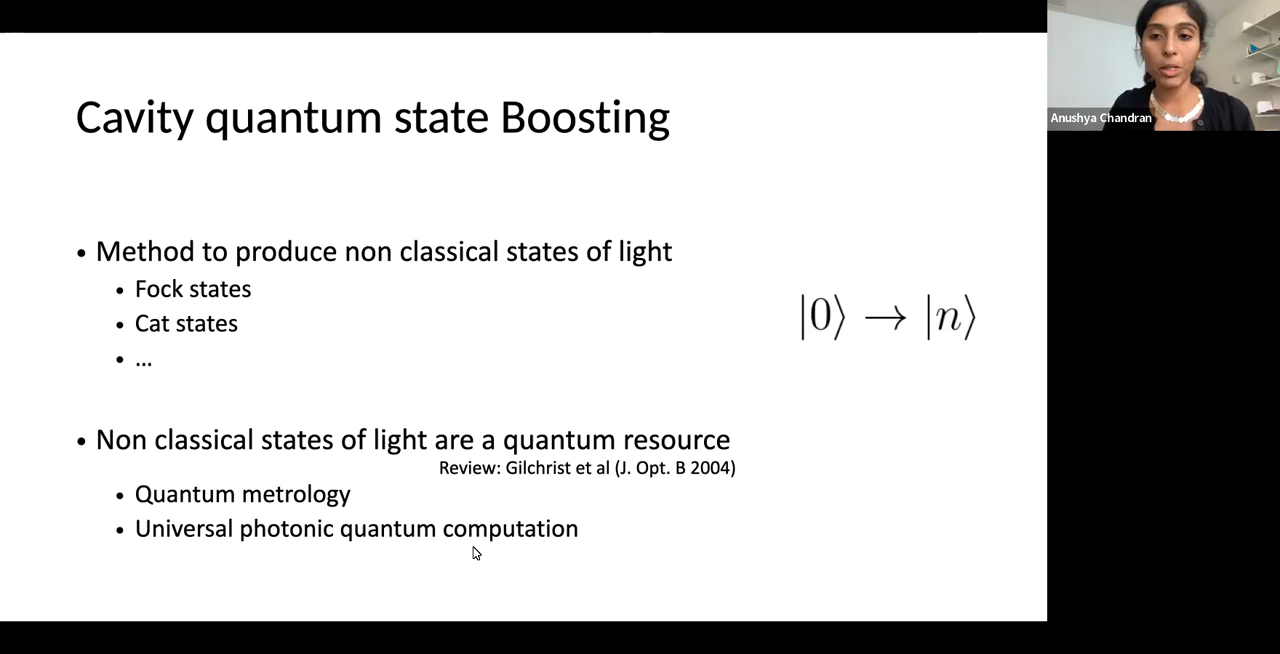 Cavity quantum state Boosting
• Method to produce non classical states of light
• Fock states
• Cat states
• ...
|0⟩ → |n⟩
• Non classical states of light are a quantum resource
Review: Gilchrist et al (J. Opt. B 2004)
• Quantum metrology
• Universal photonic quantum computation
Anushya Chandran